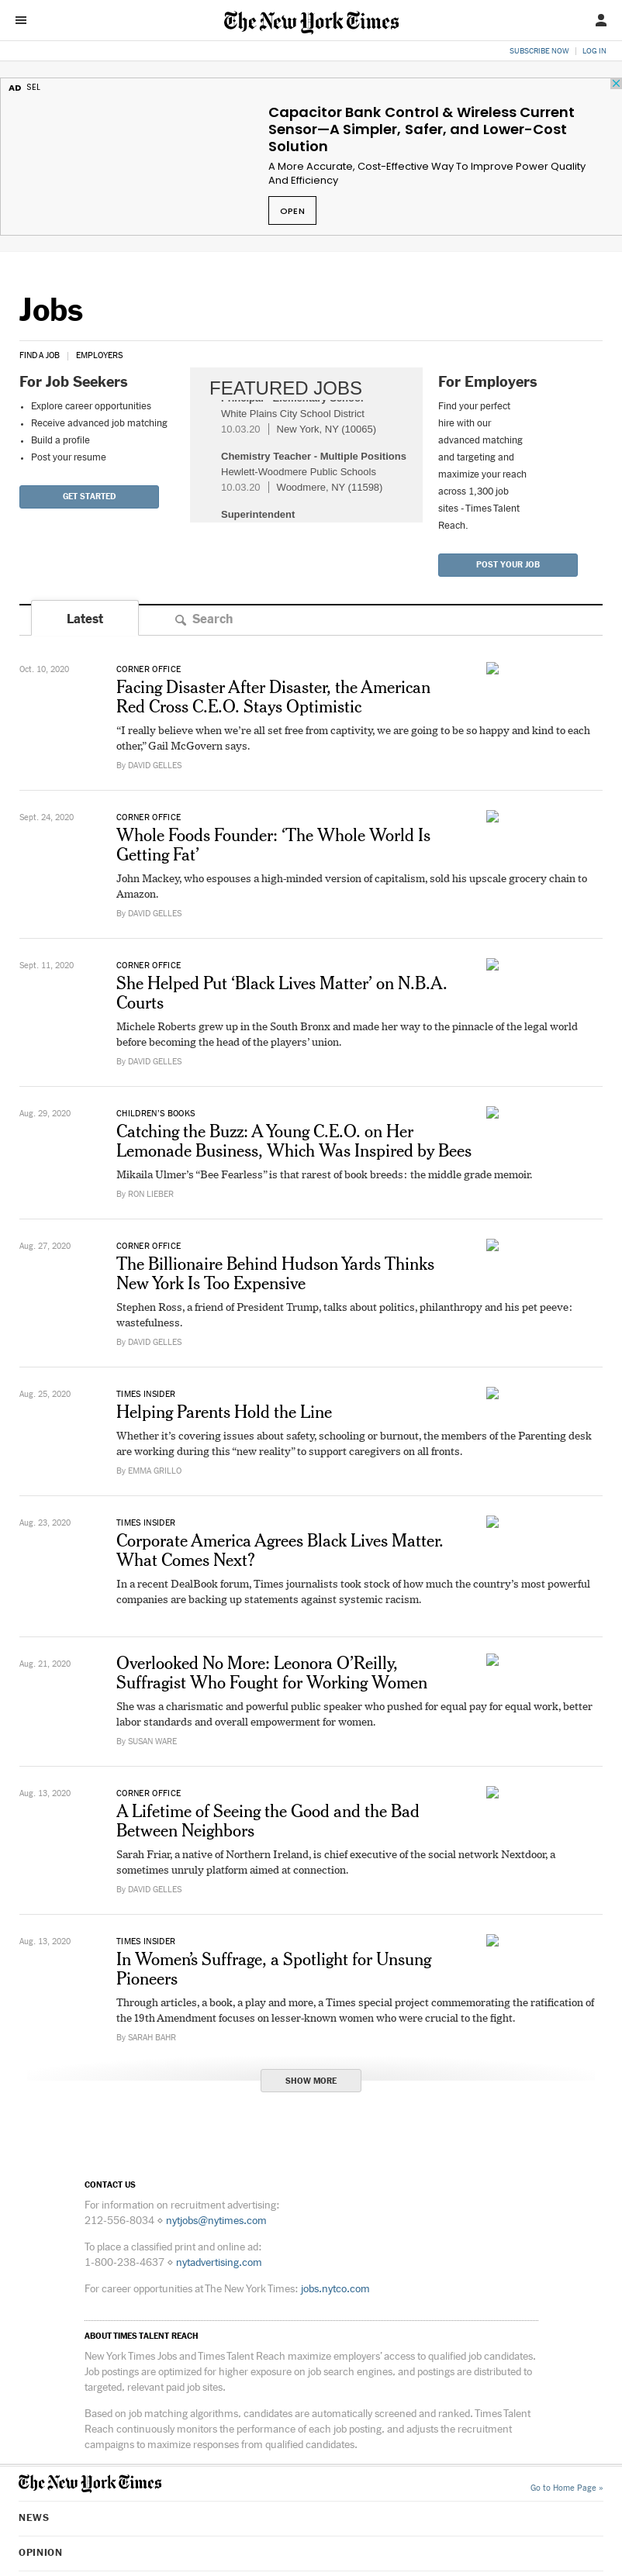 The New York Times
SUBSCRIBE NOW | LOG IN
AD SEL
Capacitor Bank Control & Wireless Current
Sensor—A Simpler, Safer, and Lower-Cost
Solution
A More Accurate, Cost-Effective Way To Improve Power Quality
And Efficiency
OPEN
Jobs
FIND A JOB | EMPLOYERS
For Job Seekers
• Explore career opportunities
• Receive advanced job matching
• Build a profile
• Post your resume
GET STARTED
FEATURED JOBS
Principal - Elementary School
White Plains City School District
10.03.20 | New York, NY (10065)
Chemistry Teacher - Multiple Positions
Hewlett-Woodmere Public Schools
10.03.20 | Woodmere, NY (11598)
Superintendent
For Employers
Find your perfect
hire with our
advanced matching
and targeting and
maximize your reach
across 1,300 job
sites - Times Talent
Reach.
POST YOUR JOB
Latest
Search
Oct. 10, 2020
CORNER OFFICE
Facing Disaster After Disaster, the American
Red Cross C.E.O. Stays Optimistic
“I really believe when we’re all set free from captivity, we are going to be so happy and kind to each
other,” Gail McGovern says.
By DAVID GELLES
Sept. 24, 2020
CORNER OFFICE
Whole Foods Founder: ‘The Whole World Is
Getting Fat’
John Mackey, who espouses a high-minded version of capitalism, sold his upscale grocery chain to
Amazon.
By DAVID GELLES
Sept. 11, 2020
CORNER OFFICE
She Helped Put ‘Black Lives Matter’ on N.B.A.
Courts
Michele Roberts grew up in the South Bronx and made her way to the pinnacle of the legal world
before becoming the head of the players’ union.
By DAVID GELLES
Aug. 29, 2020
CHILDREN’S BOOKS
Catching the Buzz: A Young C.E.O. on Her
Lemonade Business, Which Was Inspired by Bees
Mikaila Ulmer’s “Bee Fearless” is that rarest of book breeds: the middle grade memoir.
By RON LIEBER
Aug. 27, 2020
CORNER OFFICE
The Billionaire Behind Hudson Yards Thinks
New York Is Too Expensive
Stephen Ross, a friend of President Trump, talks about politics, philanthropy and his pet peeve:
wastefulness.
By DAVID GELLES
Aug. 25, 2020
TIMES INSIDER
Helping Parents Hold the Line
Whether it’s covering issues about safety, schooling or burnout, the members of the Parenting desk
are working during this “new reality” to support caregivers on all fronts.
By EMMA GRILLO
Aug. 23, 2020
TIMES INSIDER
Corporate America Agrees Black Lives Matter.
What Comes Next?
In a recent DealBook forum, Times journalists took stock of how much the country’s most powerful
companies are backing up statements against systemic racism.
Aug. 21, 2020
Overlooked No More: Leonora O’Reilly,
Suffragist Who Fought for Working Women
She was a charismatic and powerful public speaker who pushed for equal pay for equal work, better
labor standards and overall empowerment for women.
By SUSAN WARE
Aug. 13, 2020
CORNER OFFICE
A Lifetime of Seeing the Good and the Bad
Between Neighbors
Sarah Friar, a native of Northern Ireland, is chief executive of the social network Nextdoor, a
sometimes unruly platform aimed at connection.
By DAVID GELLES
Aug. 13, 2020
TIMES INSIDER
In Women’s Suffrage, a Spotlight for Unsung
Pioneers
Through articles, a book, a play and more, a Times special project commemorating the ratification of
the 19th Amendment focuses on lesser-known women who were crucial to the fight.
By SARAH BAHR
SHOW MORE
CONTACT US
For information on recruitment advertising:
212-556-8034 ⋄ nytjobs@nytimes.com
To place a classified print and online ad:
1-800-238-4637 ⋄ nytadvertising.com
For career opportunities at The New York Times: jobs.nytco.com
ABOUT TIMES TALENT REACH
New York Times Jobs and Times Talent Reach maximize employers’ access to qualified job candidates.
Job postings are optimized for higher exposure on job search engines, and postings are distributed to
targeted, relevant paid job sites.
Based on job matching algorithms, candidates are automatically screened and ranked. Times Talent
Reach continuously monitors the performance of each job posting, and adjusts the recruitment
campaigns to maximize responses from qualified candidates.
The New York Times
Go to Home Page »
NEWS
OPINION